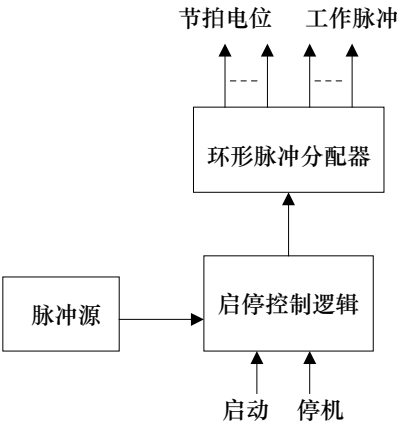 节拍电位 工作脉冲
环形脉冲分配器
启停控制逻辑
脉冲源
启动 停机